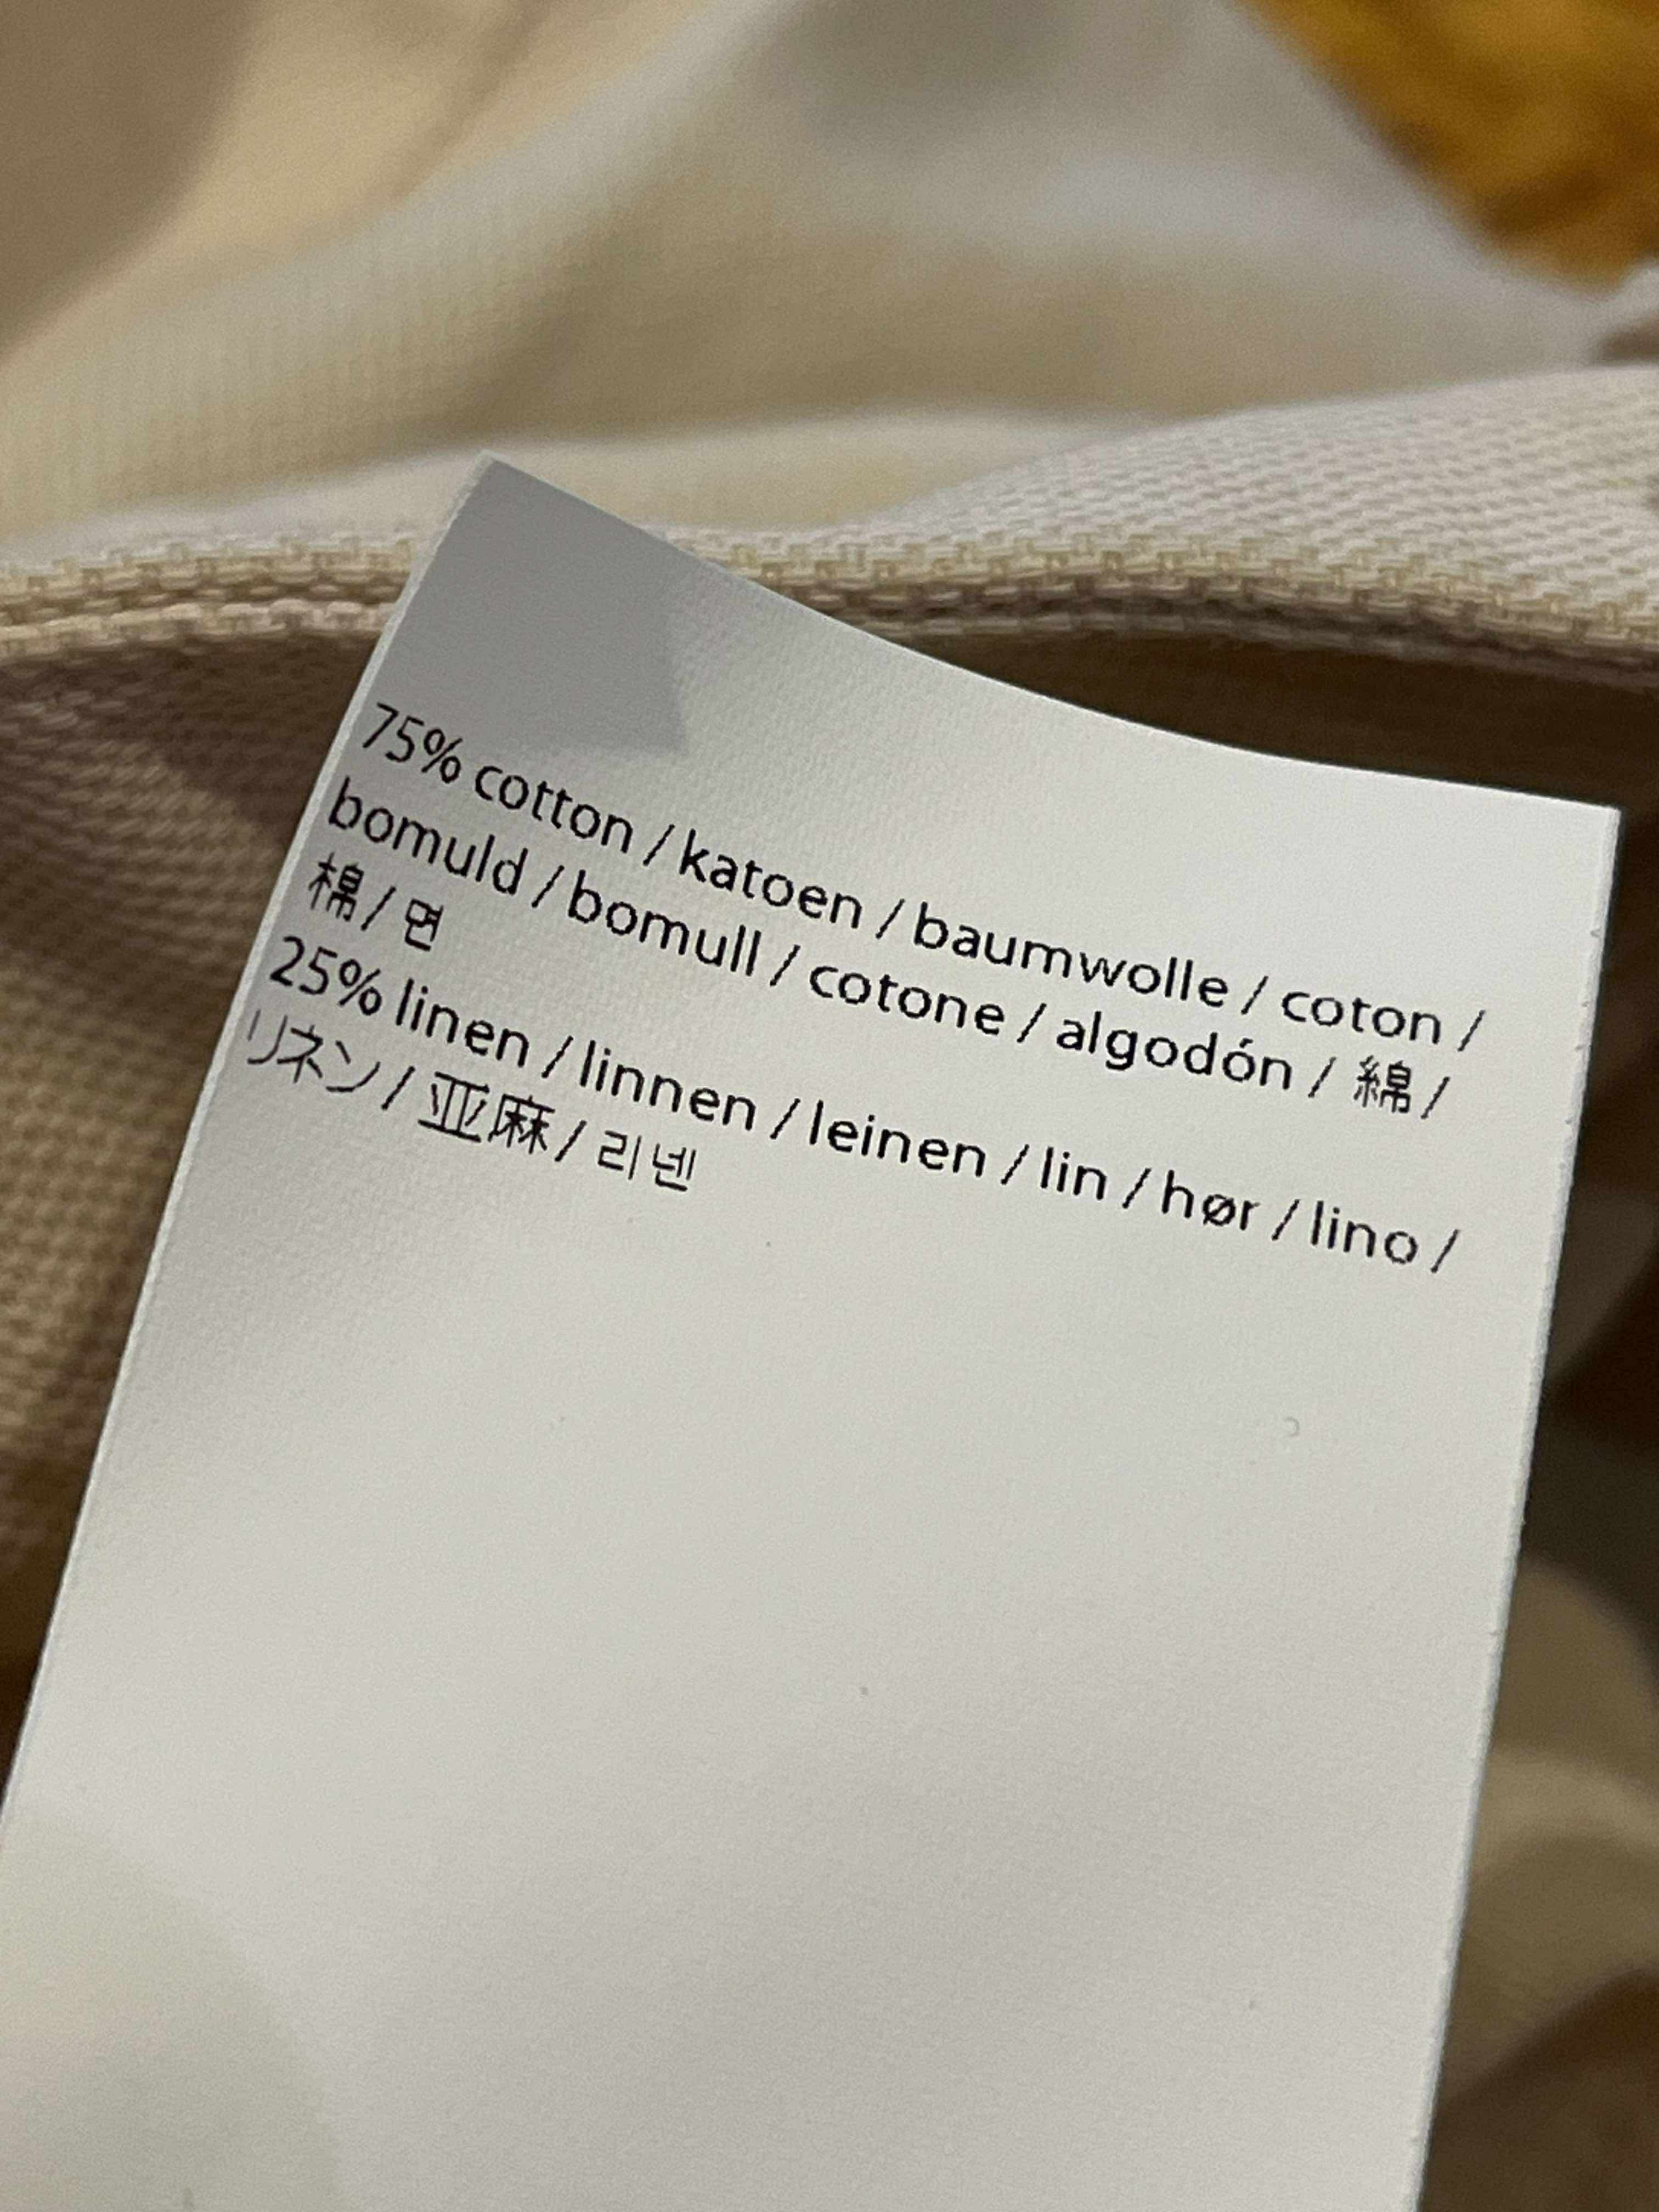 75% cotton / katoen / baumwolle / coton /
bomuld / bomull / cotone / algodón / 綿 /
棉 / 면
25% linen / linnen / leinen / lin / hør / lino /
リネン / 亚麻 / 리넨